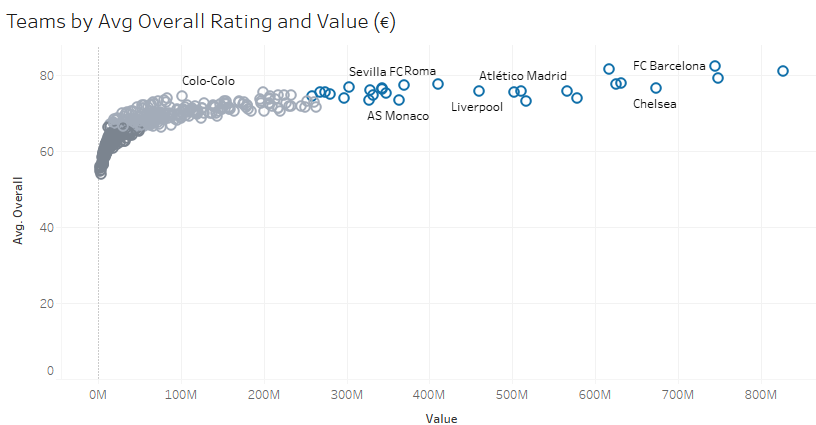 Teams by Avg Overall Rating and Value (€)
Avg. Overall
80
60
40
20
0
Colo-Colo
Sevilla FC
Roma
AS Monaco
Atlético Madrid
Liverpool
FC Barcelona
Chelsea
0M
100M
200M
300M
400M
500M
600M
700M
800M
Value